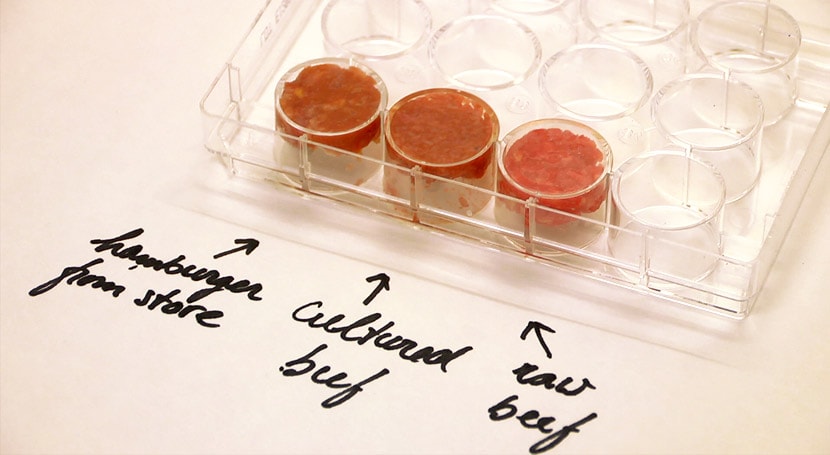 hamburger
from store
cultured
beef
raw
beef